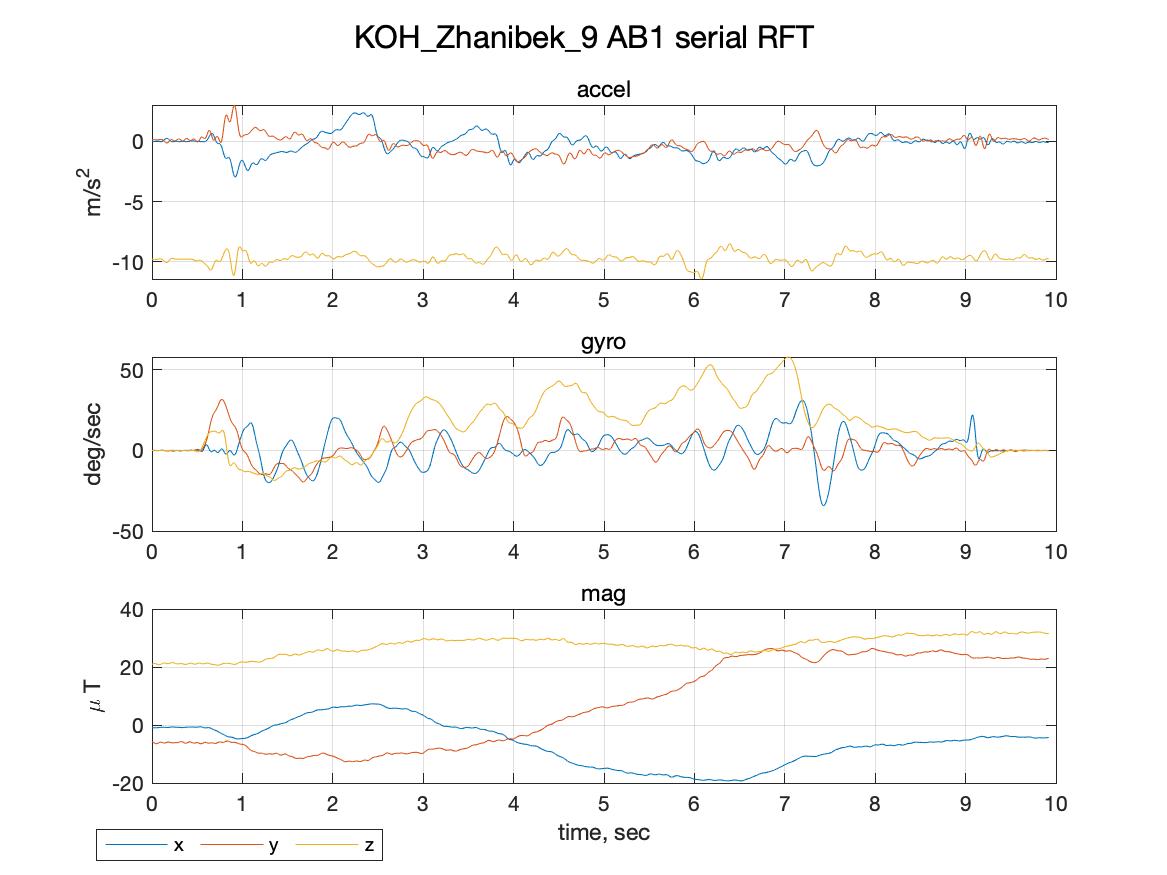 KOH_Zhanibek_9 AB1 serial RFT
accel
m/s2
0
-5
-10
0 1 2 3 4 5 6 7 8 9 10
gyro
deg/sec
50
0
-50
0 1 2 3 4 5 6 7 8 9 10
mag
μ T
40
20
0
-20
0 1 2 3 4 5 6 7 8 9 10
time, sec
x y z